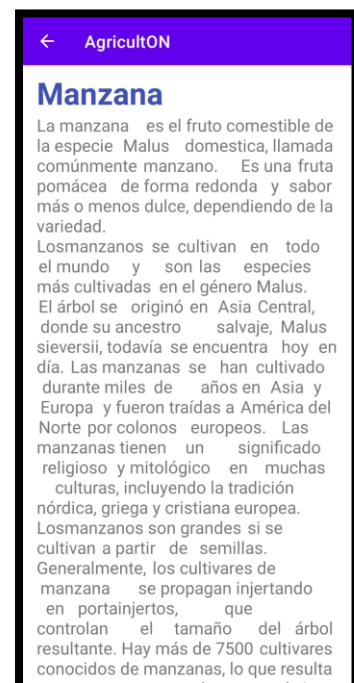 AgricultON
Manzana
La manzana es el fruto comestible de
la especie Malus domestica, llamada
comúnmente manzano. Es una fruta
pomácea de forma redonda y sabor
más o menos dulce, dependiendo de la
variedad.
Losmanzanos se cultivan en todo
el mundo y son las especies
más cultivadas en el género Malus.
El árbol se originó en Asia Central,
donde su ancestro salvaje, Malus
sieversii, todavía se encuentra hoy en
día. Las manzanas se han cultivado
durante miles de años en Asia y
Europa y fueron traídas a América del
Norte por colonos europeos. Las
manzanas tienen un significado
religioso y mitológico en muchas
culturas, incluyendo la tradición
nórdica, griega y cristiana europea.
Losmanzanos son grandes si se
cultivan a partir de semillas.
Generalmente, los cultivares de
manzana se propagan injertando
en portainjertos, que
controlan el tamaño del árbol
resultante. Hay más de 7500 cultivares
conocidos de manzanas, lo que resulta